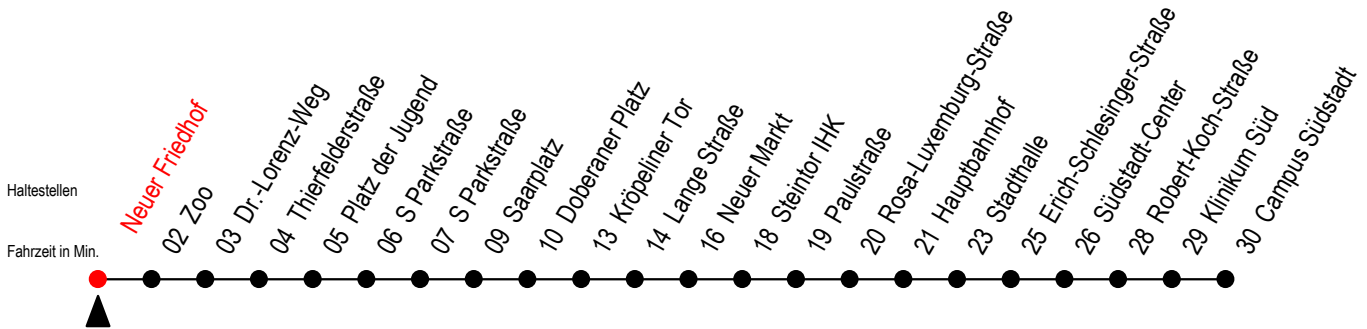 Haltestellen
Fahrzeit in Min.
Neuer Friedhof
02 Zoo
03 Dr.-Lorenz-Weg
04 Thierfelderstraße
05 Platz der Jugend
06 S Parkstraße
07 S Parkstraße
09 Saarplatz
10 Doberaner Platz
13 Kröpeliner Tor
14 Lange Straße
16 Neuer Markt
18 Steintor IHK
19 Paulstraße
20 Rosa-Luxemburg-Straße
21 Hauptbahnhof
23 Stadthalle
25 Erich-Schlesinger-Straße
26 Südstadt-Center
28 Robert-Koch-Straße
29 Klinikum Süd
30 Campus Südstadt